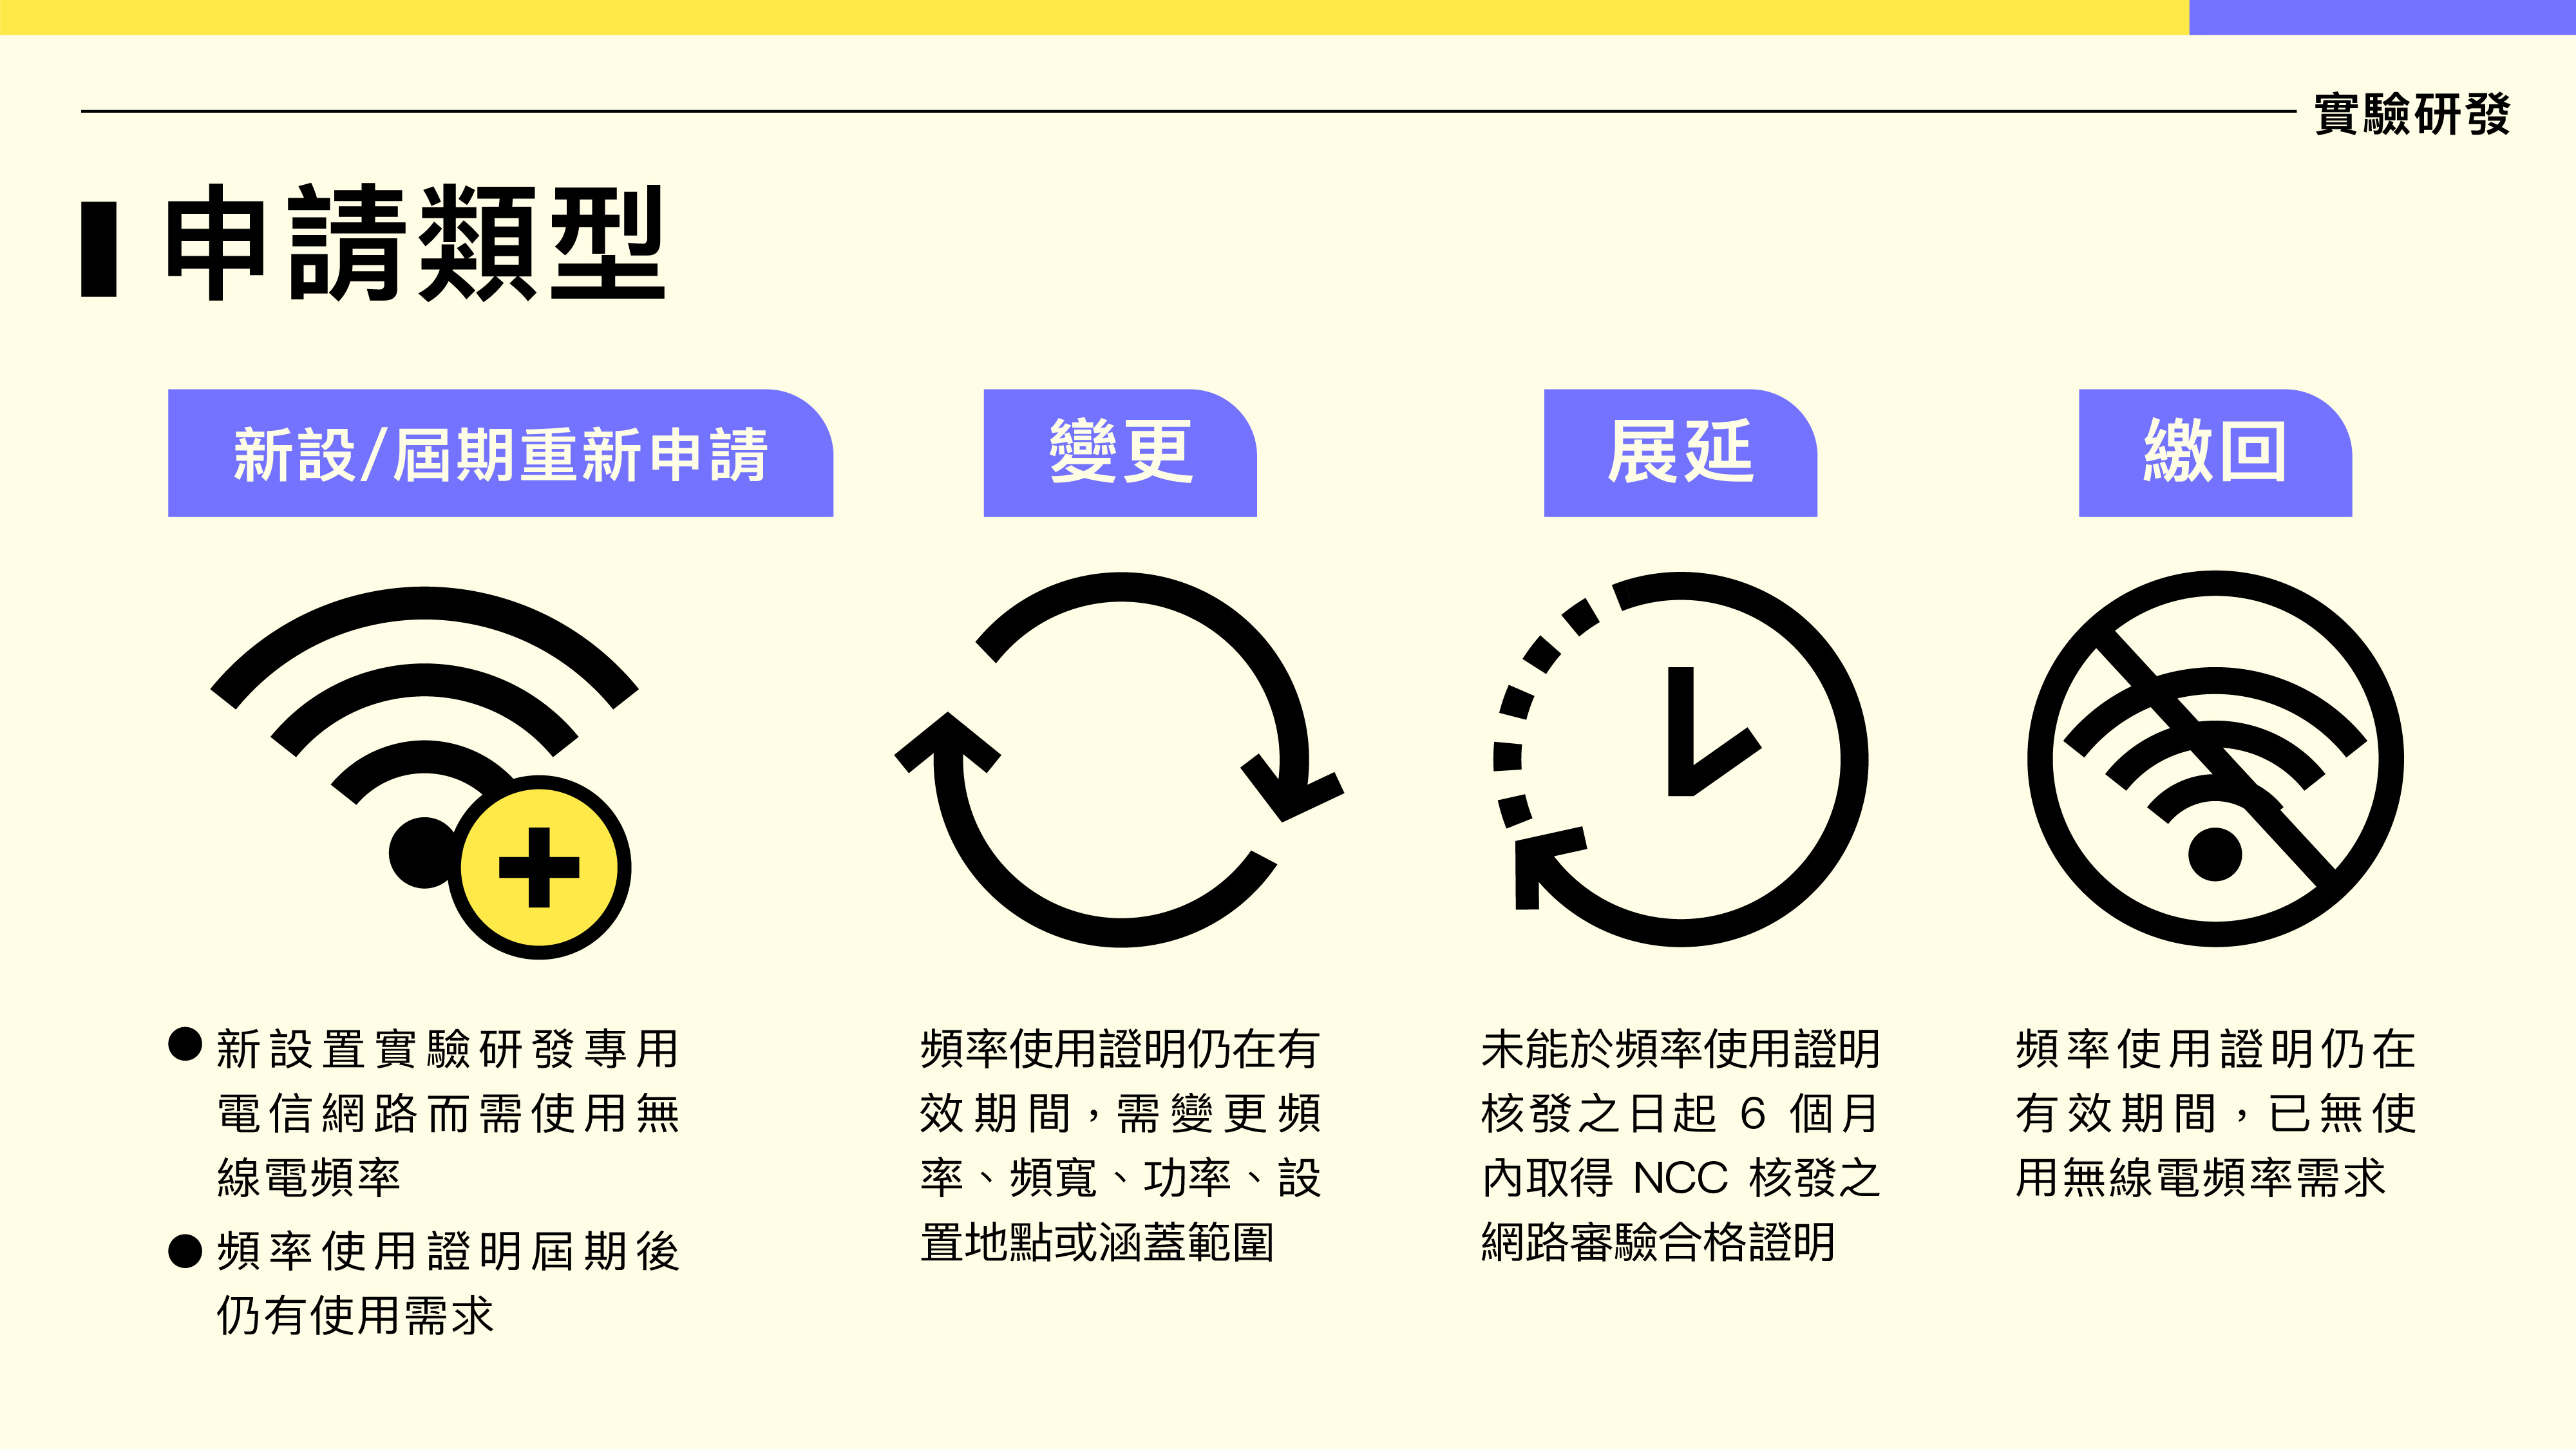 實驗研發
申請類型
新設/屆期重新申請
變更
展延
繳回
新設置實驗研發專用
電信網路而需使用無
線電頻率
頻率使用證明屆期後
仍有使用需求
頻率使用證明仍在有
效期間，需變更頻
率、頻寬、功率、設
置地點或涵蓋範圍
未能於頻率使用證明
核發之日起 6 個月
內取得 NCC 核發之
網路審驗合格證明
頻率使用證明仍在
有效期間，已無使
用無線電頻率需求